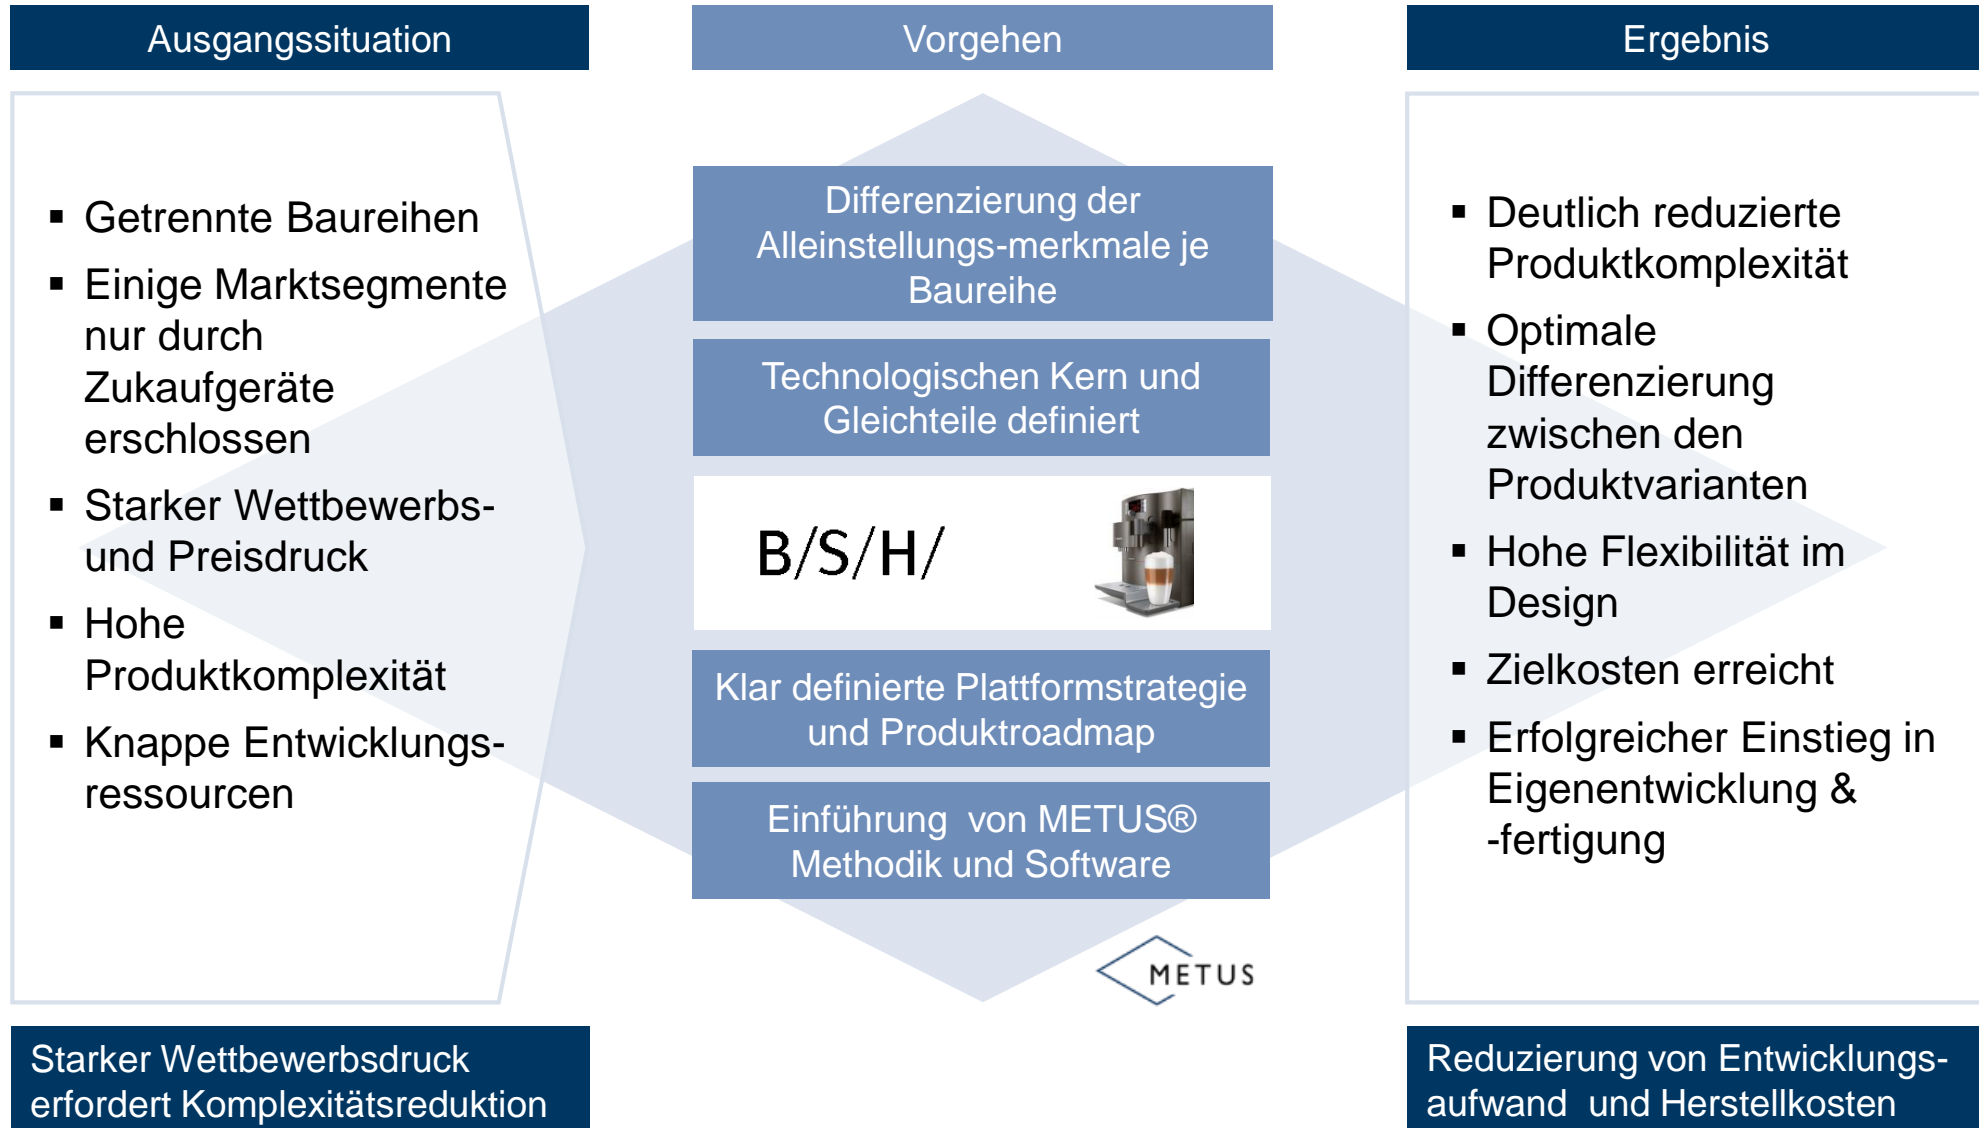 Ausgangssituation
Vorgehen
Ergebnis
▪ Getrennte Baureihen
▪ Einige Marktsegmente
nur durch
Zukaufgeräte
erschlossen
▪ Starker Wettbewerbs-
und Preisdruck
▪ Hohe
Produktkomplexität
▪ Knappe Entwicklungs-
ressourcen
Starker Wettbewerbsdruck
erfordert Komplexitätsreduktion
Differenzierung der
Alleinstellungs-merkmale je
Baureihe
Technologischen Kern und
Gleichteile definiert
B/S/H/
Klar definierte Plattformstrategie
und Produktroadmap
Einführung  von METUS®
Methodik und Software
METUS
▪ Deutlich reduzierte
Produktkomplexität
▪ Optimale
Differenzierung
zwischen den
Produktvarianten
▪ Hohe Flexibilität im
Design
▪ Zielkosten erreicht
▪ Erfolgreicher Einstieg in
Eigenentwicklung &
-fertigung
Reduzierung von Entwicklungs-
aufwand  und Herstellkosten